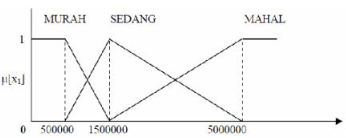 MURAH SEDANG MAHAL
1
μ[x₁]
0 500000 1500000 5000000